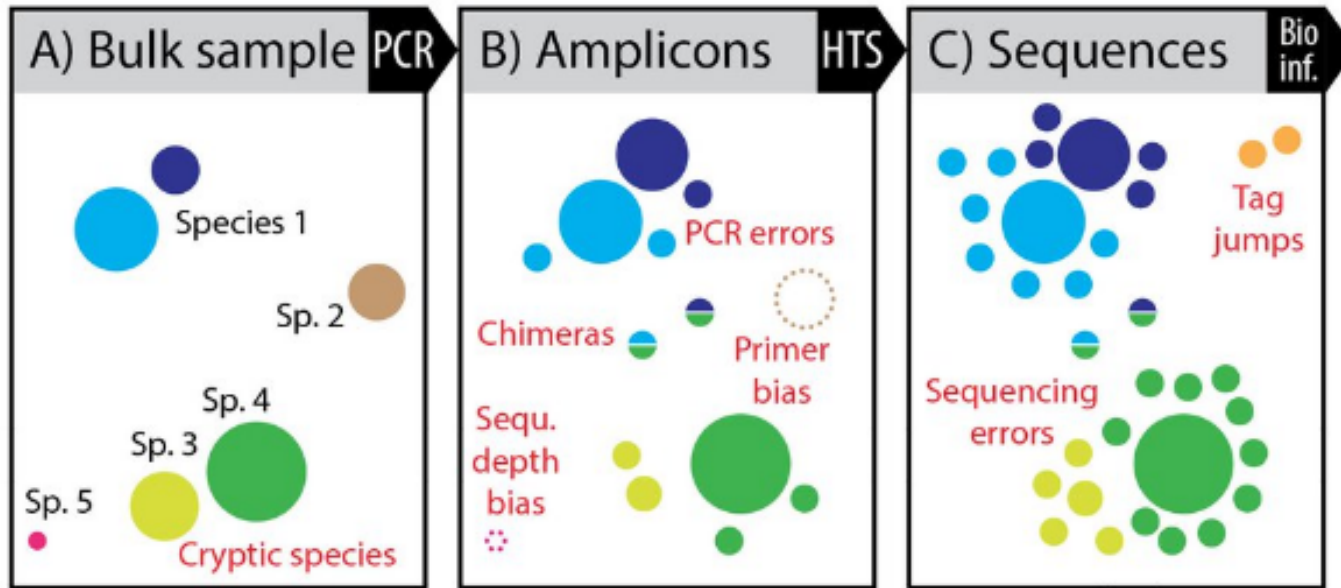 A) Bulk sample
PCR
Species 1
Sp. 2
Sp. 4
Sp. 3
Sp. 5
Cryptic species
B) Amplicons
HTS
PCR errors
Chimeras
Primer
bias
Sequ.
depth
bias
C) Sequences
Bio
inf.
Tag
jumps
Sequencing
errors